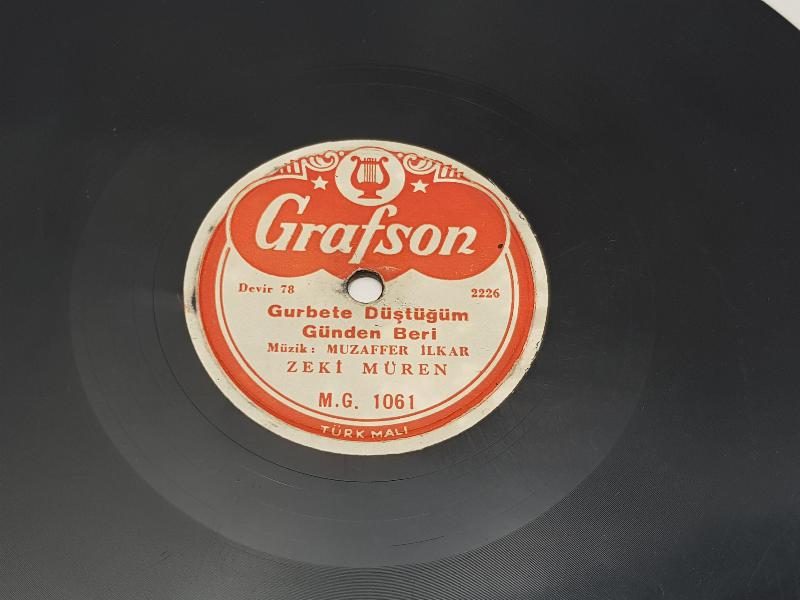 Grafson
Devir 78 2226
Gurbete Düştüğüm
Günden Beri
Müzik: MUZAFFER İLKAR
ZEKİ MÜREN
M.G. 1061
TÜRK MALI